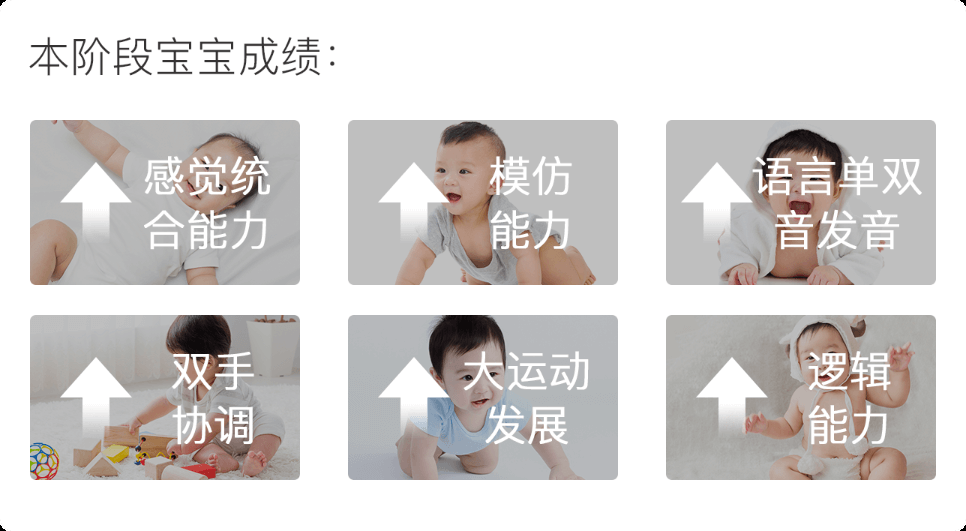 本阶段宝宝成绩：
感觉统
合能力
模仿
能力
语言单双
音发音
双手
协调
大运动
发展
逻辑
能力